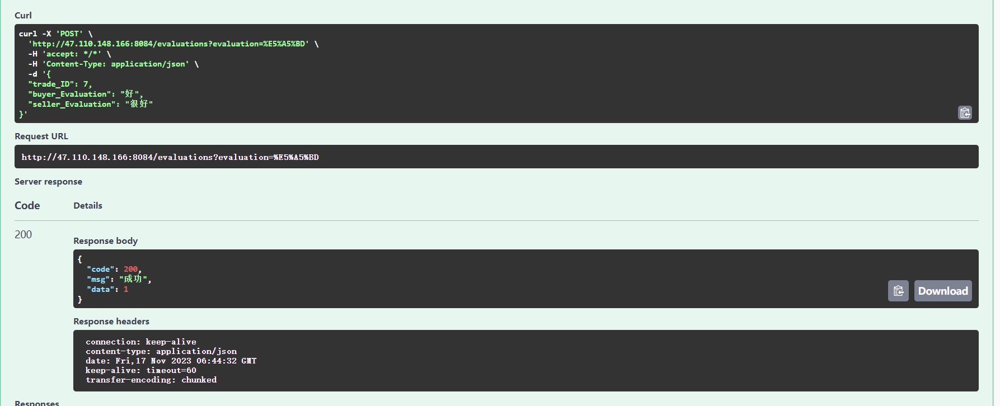 Curl
curl -X 'POST' \
'http://47.110.148.166:8084/evaluations?evaluation=%E5%A5%BD' \
-H 'accept: */*' \
-H 'Content-Type: application/json' \
-d '{
"trade_ID": 7,
"buyer_Evaluation": "好",
"seller_Evaluation": "很好"
}'
Request URL
http://47.110.148.166:8084/evaluations?evaluation=%E5%A5%BD
Server response
Code Details
200
Response body
{
"code": 200,
"msg": "成功",
"data": 1
}
Download
Response headers
connection: keep-alive
content-type: application/json
date: Fri,17 Nov 2023 06:44:32 GMT
keep-alive: timeout=60
transfer-encoding: chunked
Responses